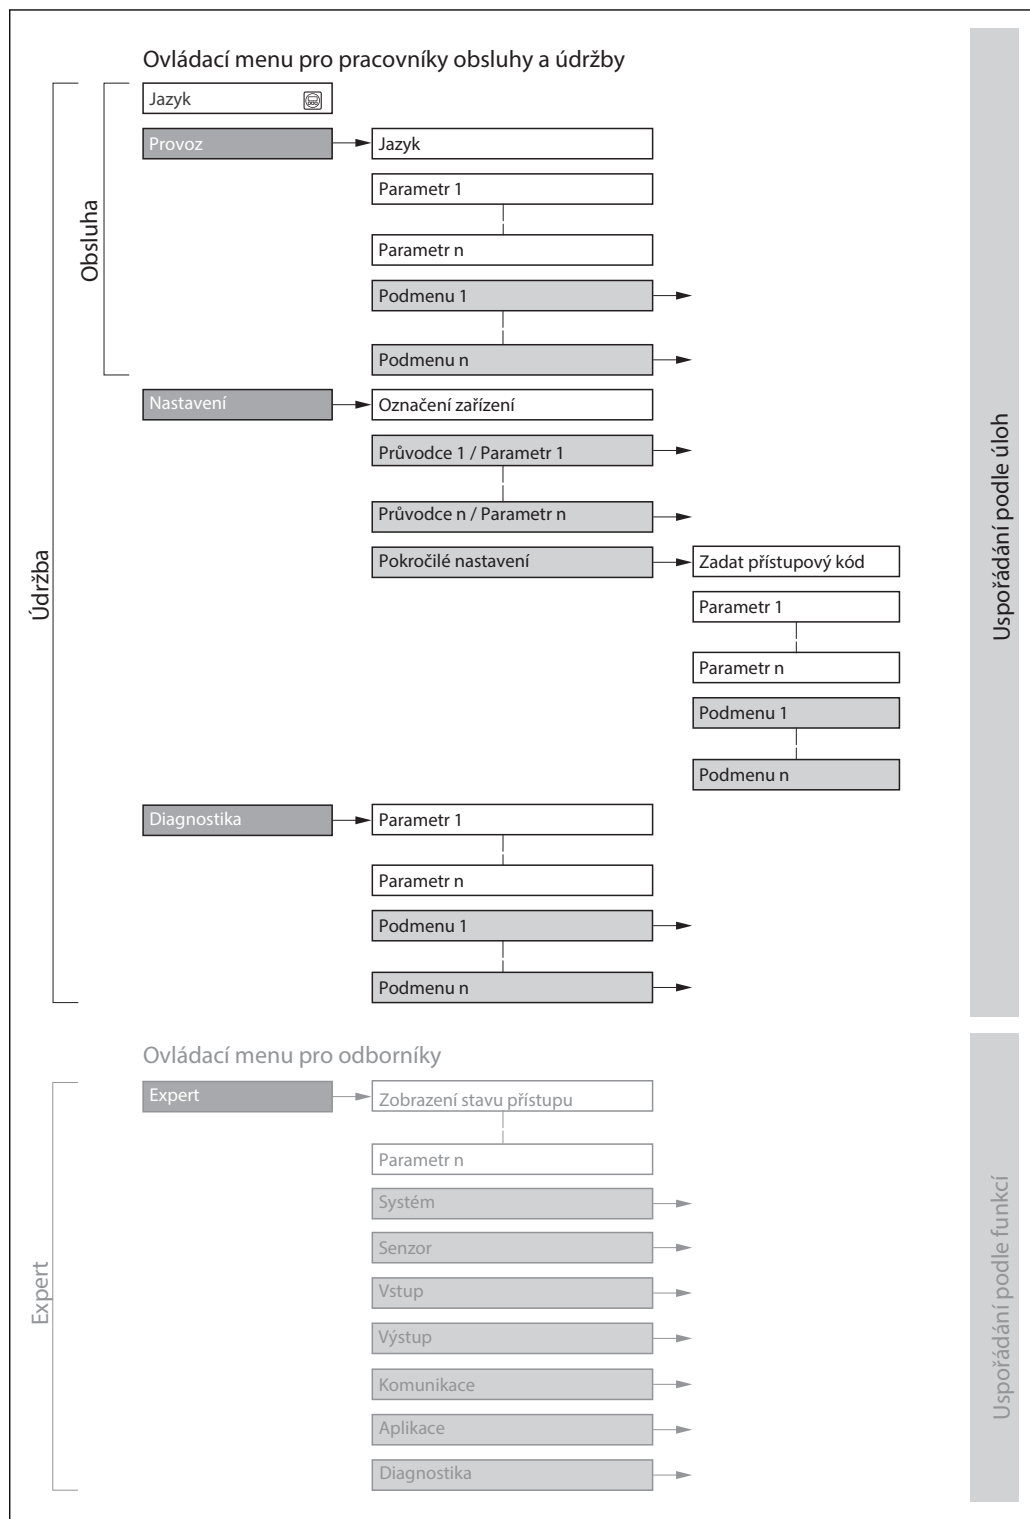 Ovládací menu pro pracovníky obsluhy a údržby
Jazyk
Provoz
Jazyk
Parametr 1
Parametr n
Podmenu 1
Podmenu n
Obsluha
Nastavení
Označení zařízení
Průvodce 1 / Parametr 1
Průvodce n / Parametr n
Pokročilé nastavení
Zadat přístupový kód
Parametr 1
Parametr n
Podmenu 1
Podmenu n
Údržba
Diagnostika
Parametr 1
Parametr n
Podmenu 1
Podmenu n
Uspořádání podle úloh
Ovládací menu pro odborníky
Expert
Zobrazení stavu přístupu
Parametr n
Systém
Senzor
Vstup
Výstup
Komunikace
Aplikace
Diagnostika
Expert
Uspořádání podle funkcí